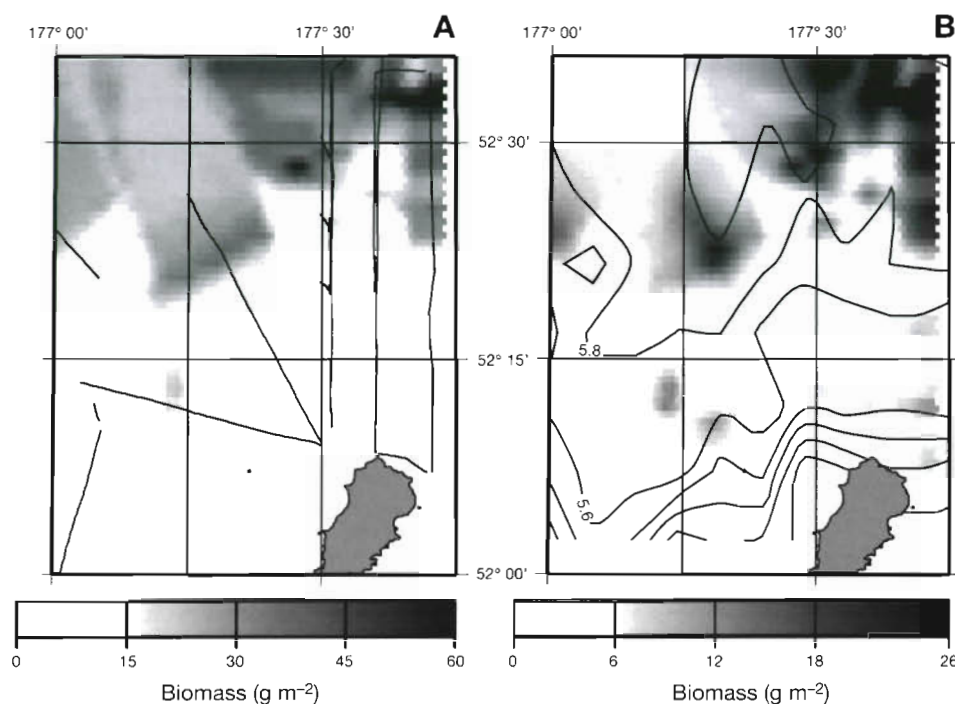 A
B
177° 00' 177° 30' 177° 00' 177° 30'
52° 30'
52° 15'
52° 00'
5.8
5.6
0 15 30 45 60
0 6 12 18 26
Biomass (g m–2)
Biomass (g m–2)